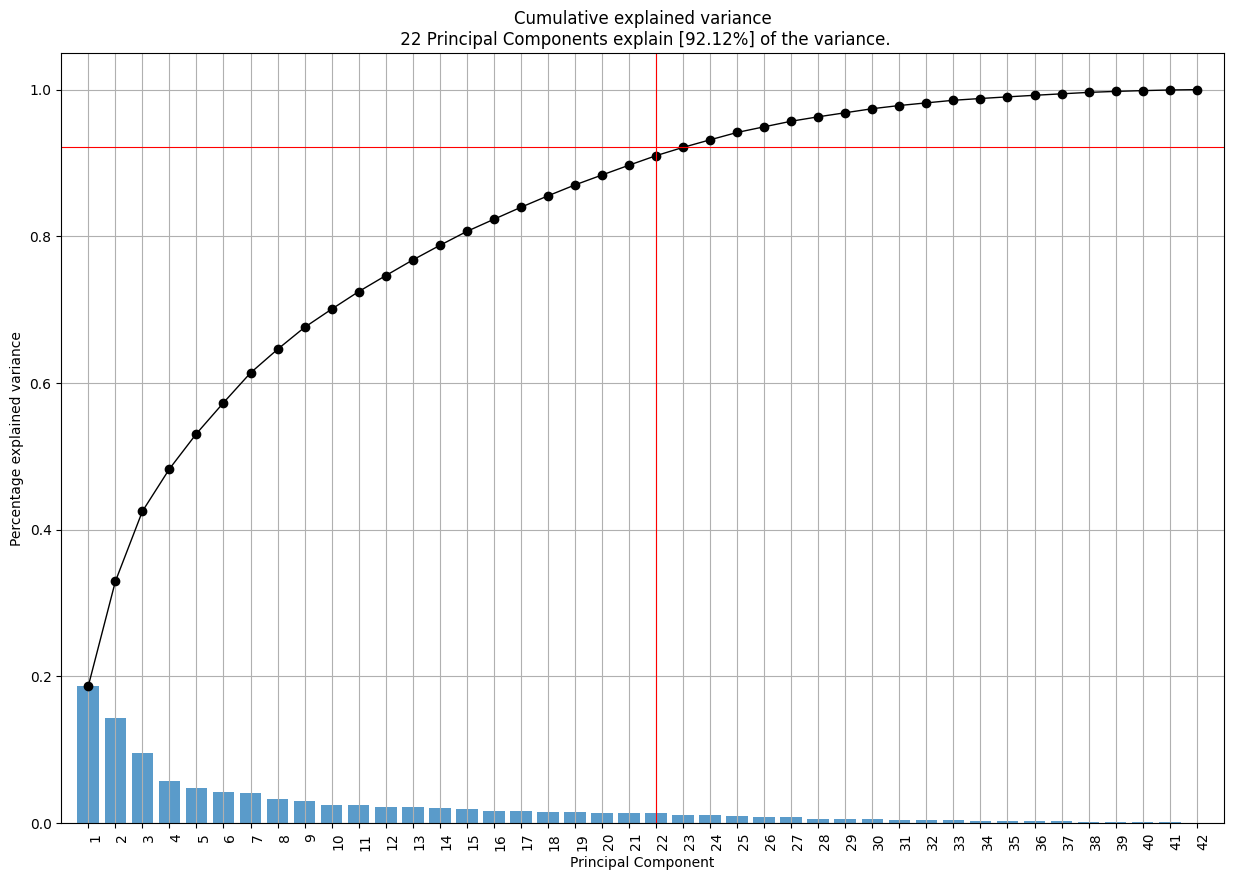 Cumulative explained variance
22 Principal Components explain [92.12%] of the variance.
Percentage explained variance
1.0
0.8
0.6
0.4
0.2
0.0
1 2 3 4 5 6 7 8 9 10 11 12 13 14 15 16 17 18 19 20 21 22 23 24 25 26 27 28 29 30 31 32 33 34 35 36 37 38 39 40 41 42
Principal Component